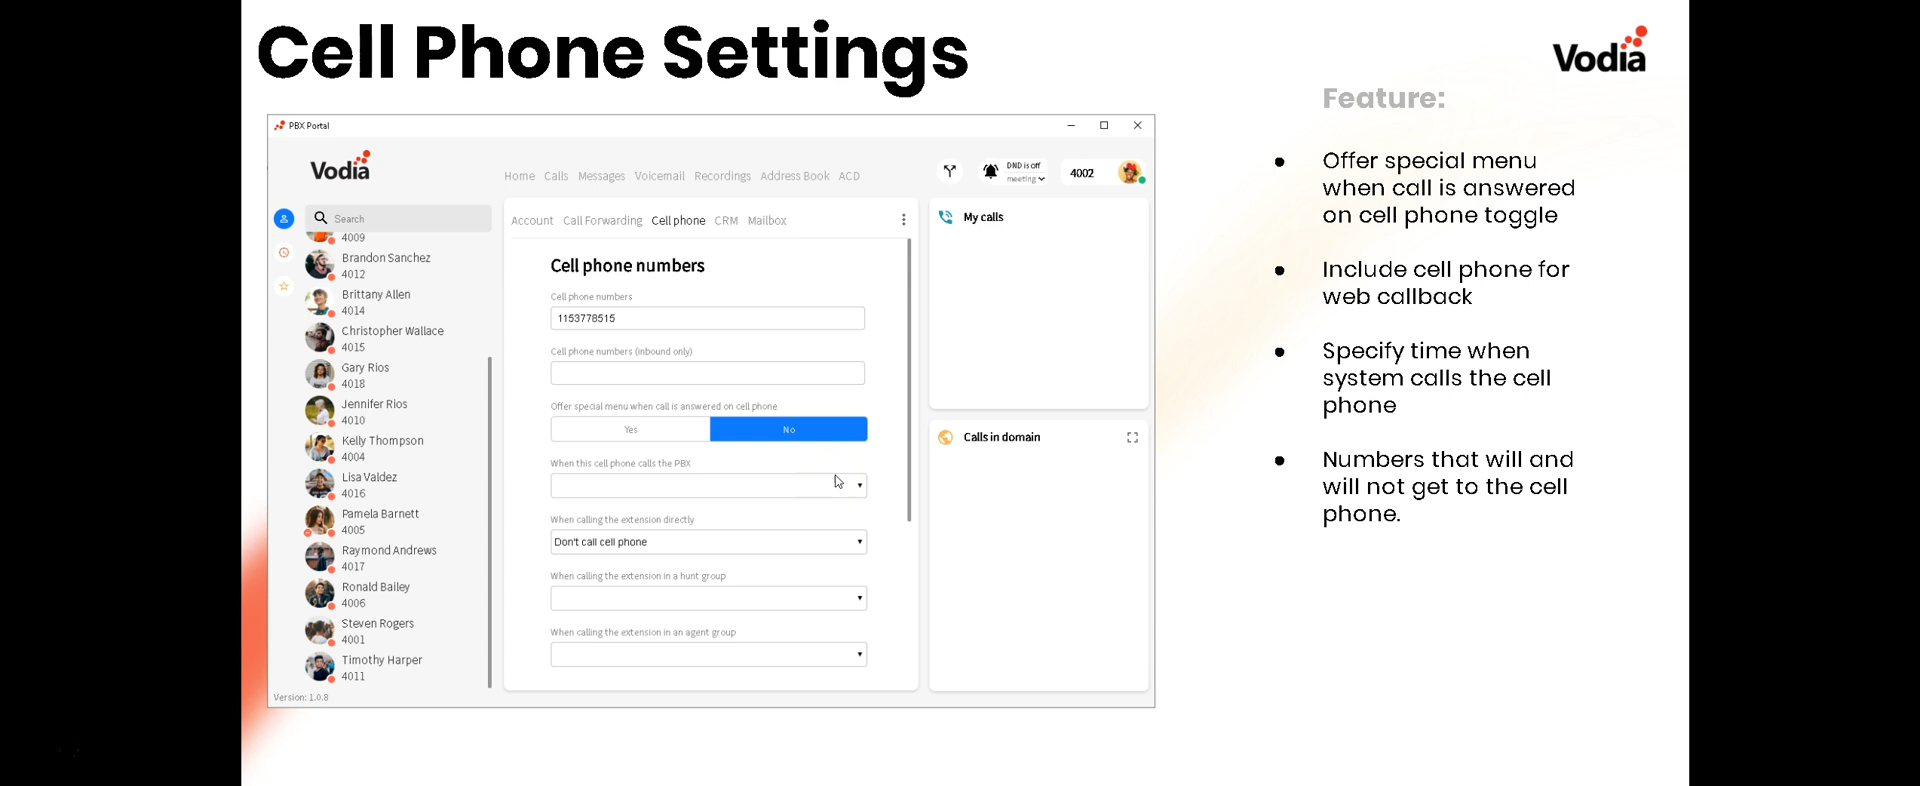 Cell Phone Settings
Vodia
PBX Portal
Vodia
Home Calls Messages Voicemail Recordings Address Book ACD
DND is off
meeting
4002
Search
4009
Brandon Sanchez
4012
Brittany Allen
4014
Christopher Wallace
4015
Gary Rios
4018
Jennifer Rios
4010
Kelly Thompson
4004
Lisa Valdez
4016
Pamela Barnett
4005
Raymond Andrews
4017
Ronald Bailey
4006
Steven Rogers
4001
Timothy Harper
4011
Version: 1.0.8
Account Call Forwarding Cell phone CRM Mailbox
Cell phone numbers
Cell phone numbers
1153778515
Cell phone numbers (inbound only)
Offer special menu when call is answered on cell phone
Yes No
When this cell phone calls the PBX
When calling the extension directly
Don't call cell phone
When calling the extension in a hunt group
When calling the extension in an agent group
My calls
Calls in domain
Feature:
● Offer special menu
when call is answered
on cell phone toggle
● Include cell phone for
web callback
● Specify time when
system calls the cell
phone
● Numbers that will and
will not get to the cell
phone.